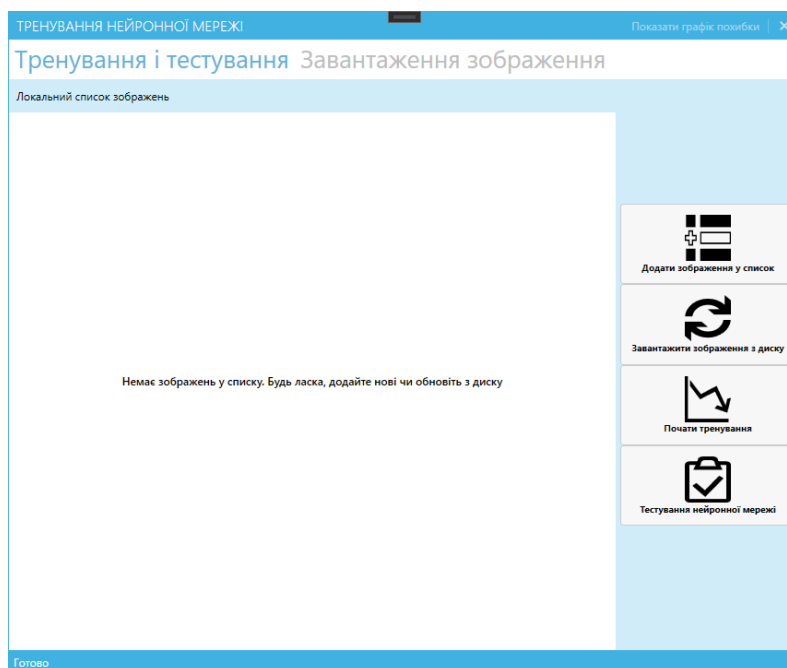 ТРЕНУВАННЯ НЕЙРОННОЇ МЕРЕЖІ
Показати графік похибки
Тренування і тестування Завантаження зображення
Локальний список зображень
Додати зображення у список
Завантажити зображення з диску
Немає зображень у списку. Будь ласка, додайте нові чи обновіть з диску
Почати тренування
Тестування нейронної мережі
Готово